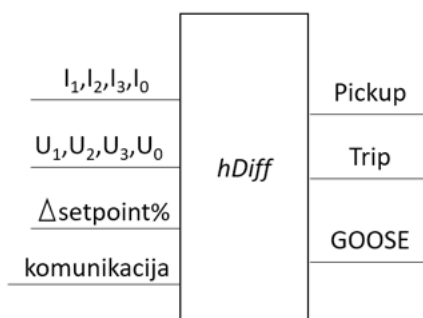 I₁,I₂,I₃,I₀
U₁,U₂,U₃,U₀
Δsetpoint%
komunikacija
hDiff
Pickup
Trip
GOOSE